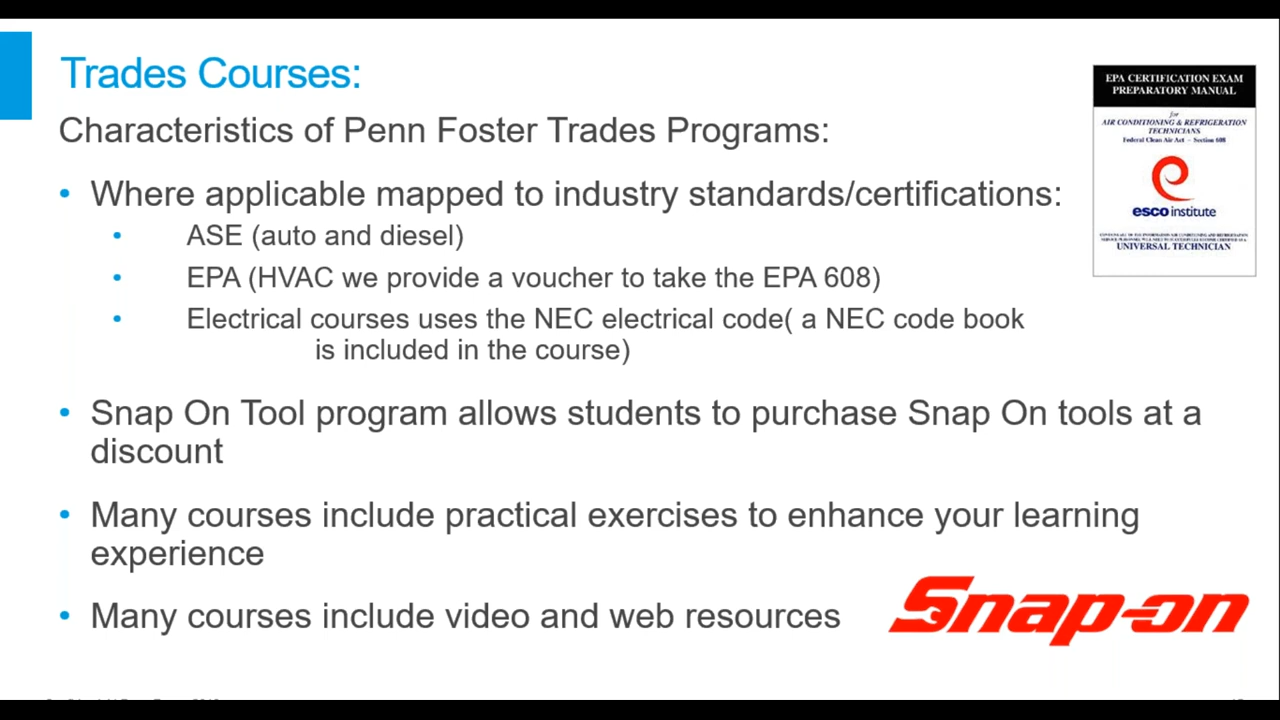 Trades Courses:
Characteristics of Penn Foster Trades Programs:
• Where applicable mapped to industry standards/certifications:
• ASE (auto and diesel)
• EPA (HVAC we provide a voucher to take the EPA 608)
• Electrical courses uses the NEC electrical code( a NEC code book
is included in the course)
• Snap On Tool program allows students to purchase Snap On tools at a
discount
• Many courses include practical exercises to enhance your learning
experience
• Many courses include video and web resources
EPA CERTIFICATION EXAM
PREPARATORY MANUAL
for
AIR CONDITIONING & REFRIGERATION
TECHNICIANS
Federal Clean Air Act - Section 608
esco institute
UNIVERSAL TECHNICIAN
Snap-on